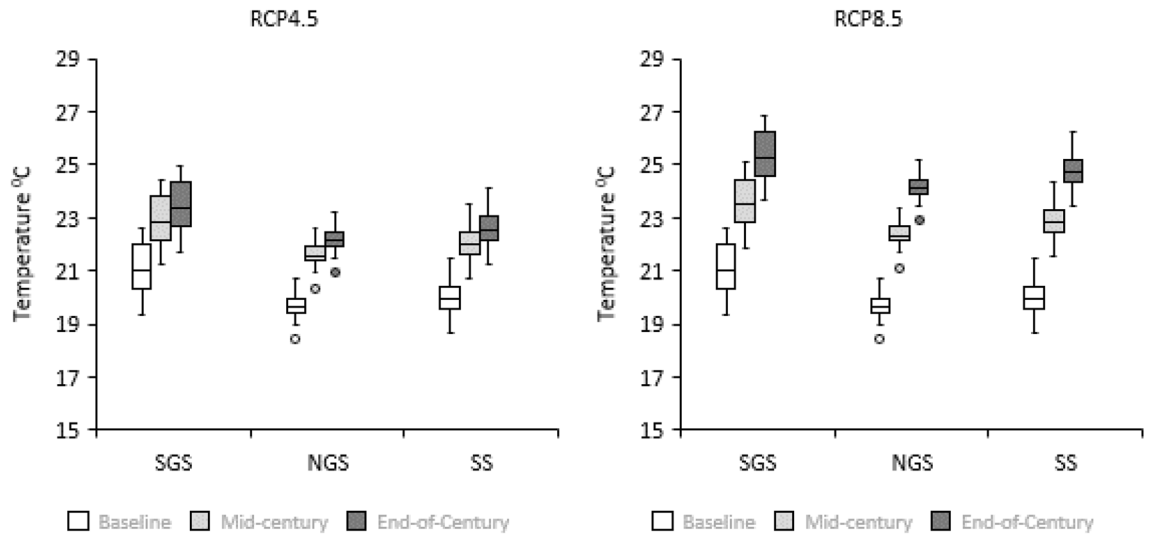 RCP4.5
29
27
25
23
21
19
17
15
Temperature ⁰C
SGS NGS SS
Baseline Mid-century End-of-Century
RCP8.5
29
27
25
23
21
19
17
15
Temperature ⁰C
SGS NGS SS
Baseline Mid-century End-of-Century